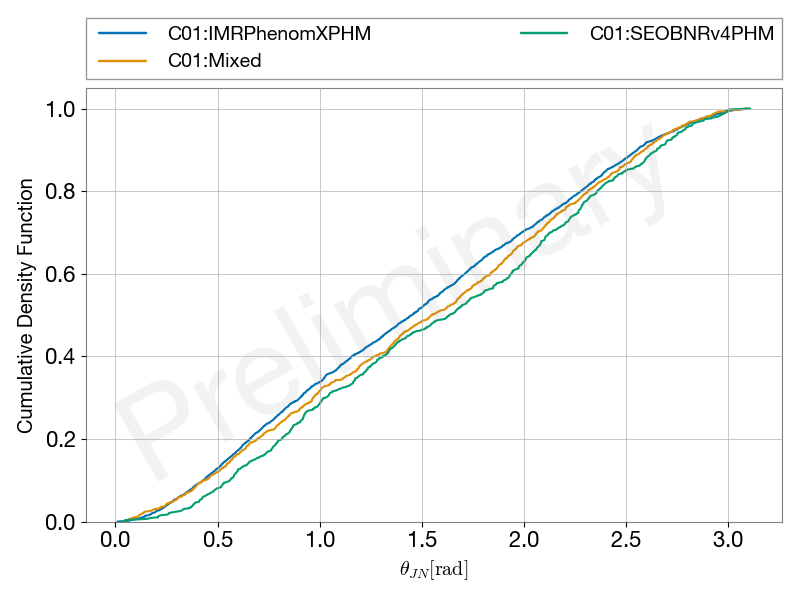 C01:IMRPhenomXPHM
C01:Mixed
C01:SEOBNRv4PHM
Preliminary
Cumulative Density Function
1.0
0.8
0.6
0.4
0.2
0.0
0.0 0.5 1.0 1.5 2.0 2.5 3.0
θ_JN[rad]